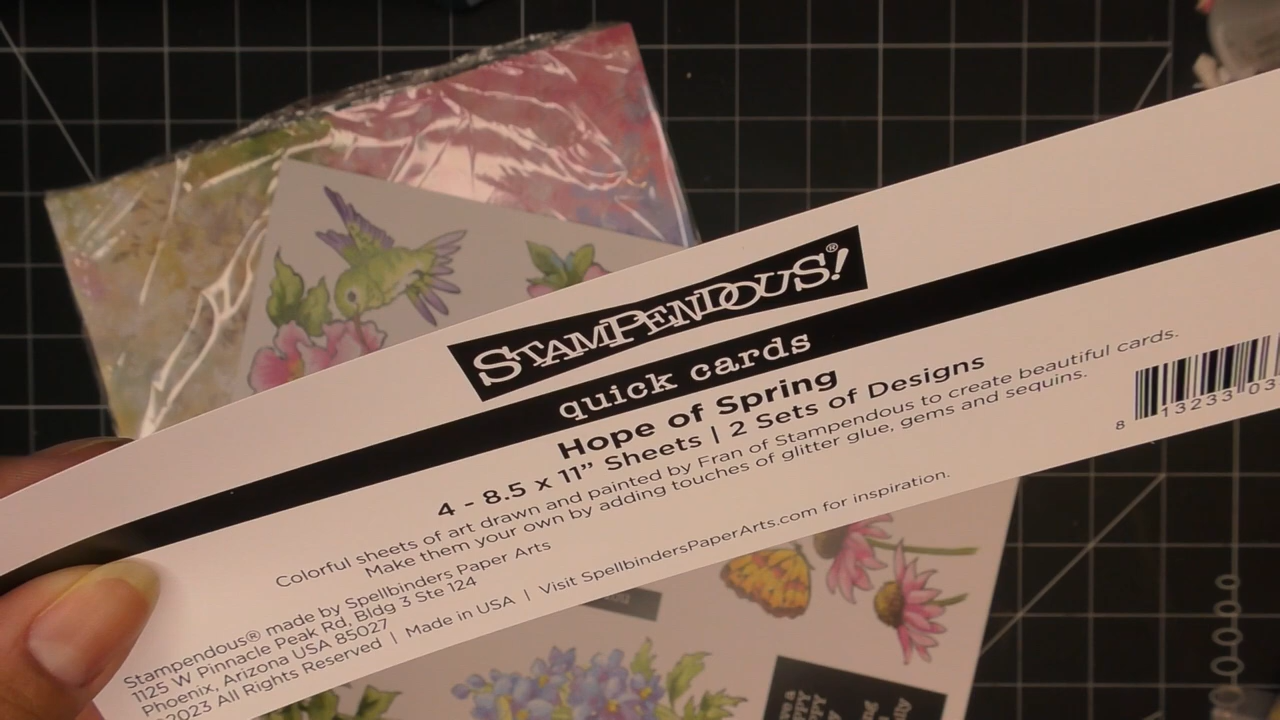 STAMPENDOUS!®
quick cards
Hope of Spring
4 - 8.5 x 11” Sheets | 2 Sets of Designs
Colorful sheets of art drawn and painted by Fran of Stampendous to create beautiful cards.
Make them your own by adding touches of glitter glue, gems and sequins.
Stampendous® made by Spellbinders Paper Arts
1125 W Pinnacle Peak Rd, Bldg 3 Ste 124
Phoenix, Arizona USA 85027
©2023 All Rights Reserved | Made in USA | Visit SpellbindersPaperArts.com for inspiration.
8 13233 03